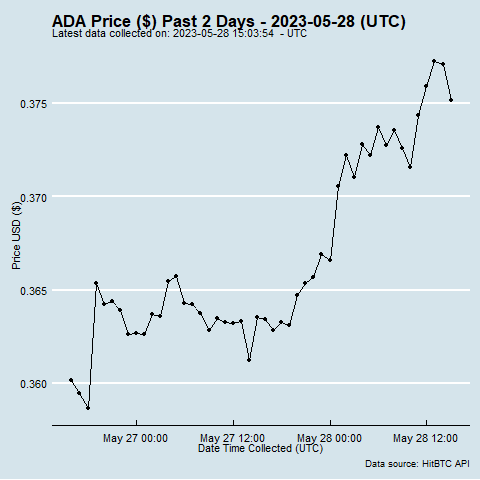 ADA Price ($) Past 2 Days - 2023-05-28 (UTC)
Latest data collected on: 2023-05-28 15:03:54  - UTC
0.375
0.370
0.365
0.360
Price USD ($)
May 27 00:00 May 27 12:00 May 28 00:00 May 28 12:00
Date Time Collected (UTC)
Data source: HitBTC API